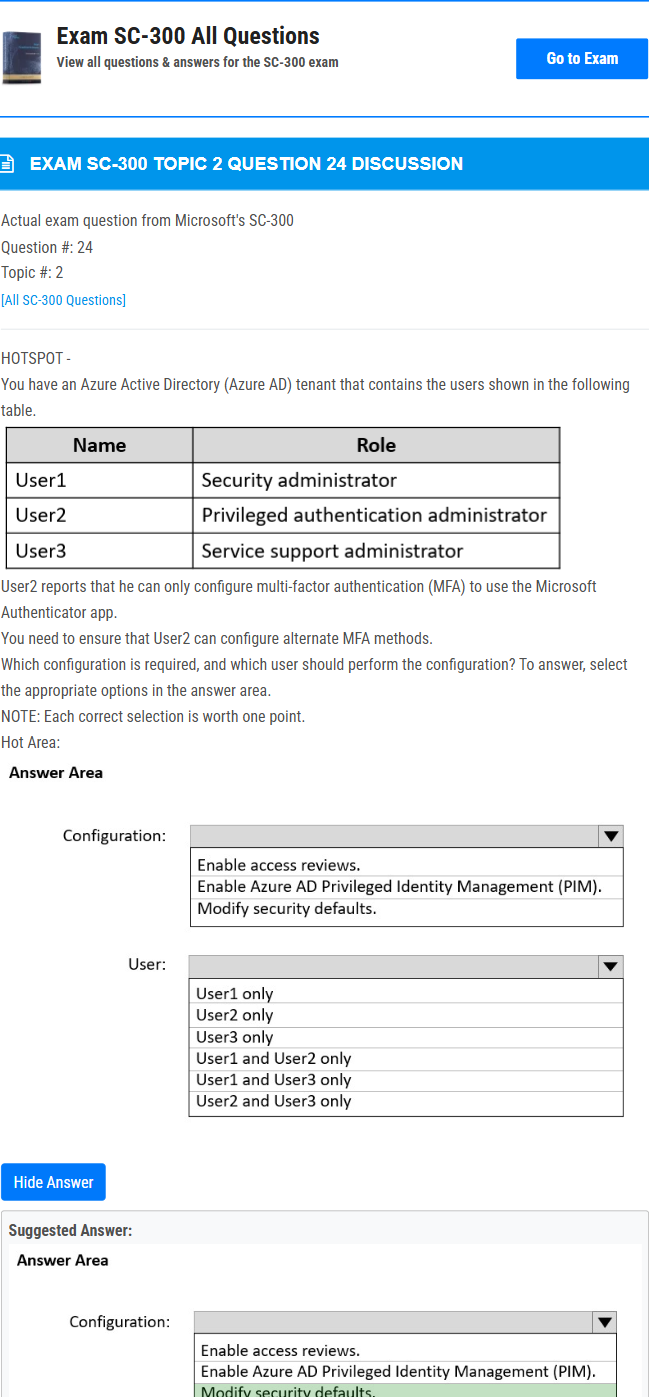 Exam SC-300 All Questions
View all questions & answers for the SC-300 exam
Go to Exam
EXAM SC-300 TOPIC 2 QUESTION 24 DISCUSSION
Actual exam question from Microsoft's SC-300
Question #: 24
Topic #: 2
[All SC-300 Questions]
HOTSPOT -
You have an Azure Active Directory (Azure AD) tenant that contains the users shown in the following
table.
Name Role
User1 Security administrator
User2 Privileged authentication administrator
User3 Service support administrator
User2 reports that he can only configure multi-factor authentication (MFA) to use the Microsoft
Authenticator app.
You need to ensure that User2 can configure alternate MFA methods.
Which configuration is required, and which user should perform the configuration? To answer, select
the appropriate options in the answer area.
NOTE: Each correct selection is worth one point.
Hot Area:
Answer Area
Configuration:
Enable access reviews.
Enable Azure AD Privileged Identity Management (PIM).
Modify security defaults.
User:
User1 only
User2 only
User3 only
User1 and User2 only
User1 and User3 only
User2 and User3 only
Hide Answer
Suggested Answer:
Answer Area
Configuration:
Enable access reviews.
Enable Azure AD Privileged Identity Management (PIM).
Modify security defaults.